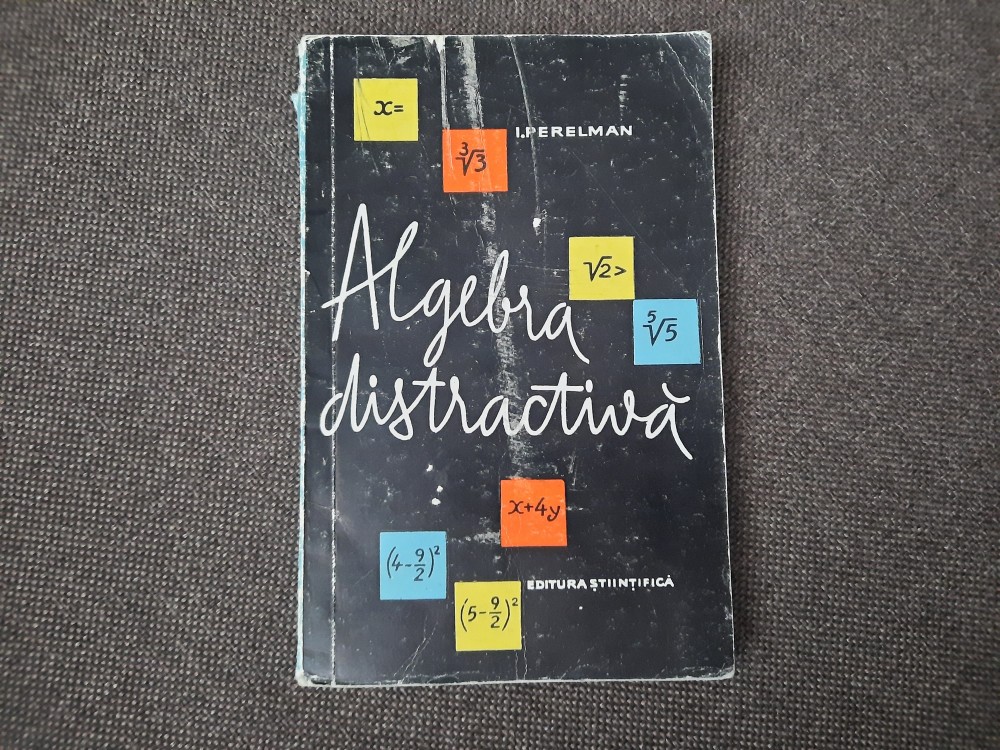 x=
∛3
I.PERELMAN
√2>
⁵√5
Algebra
distractivă
x+4y
(4-9/2)²
EDITURA ȘTIINȚIFICĂ
(5-9/2)²